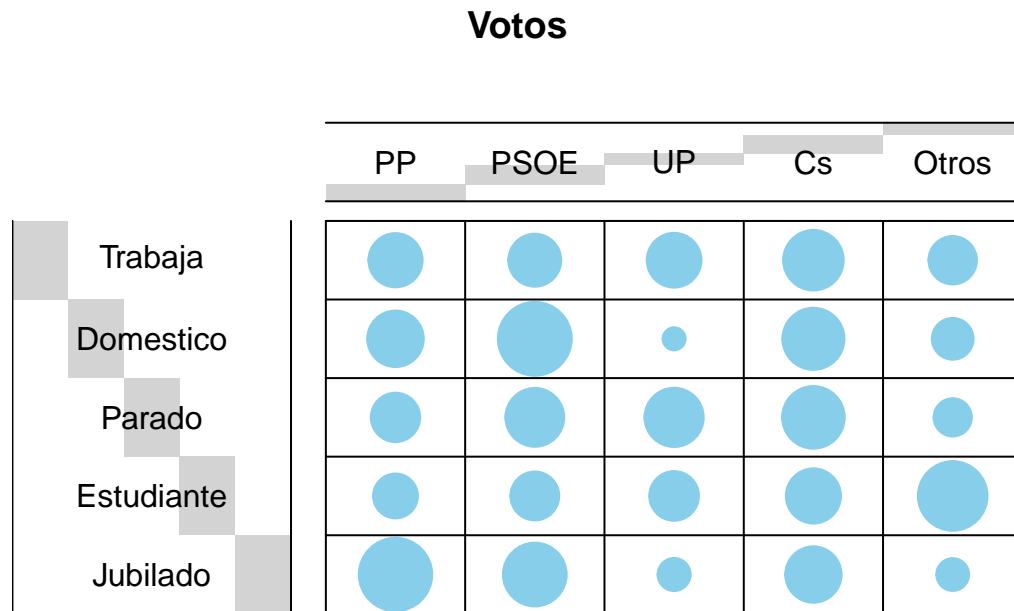 Votos
PP PSOE UP Cs Otros
Trabaja
Domestico
Parado
Estudiante
Jubilado